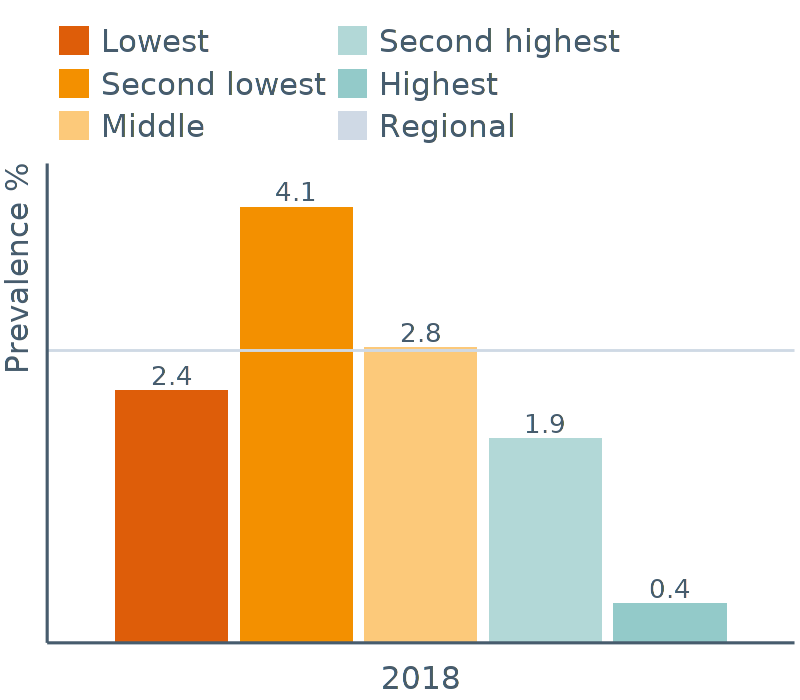 Lowest
Second lowest
Middle
Second highest
Highest
Regional
Prevalence %
4.1
2.8
2.4
1.9
0.4
2018